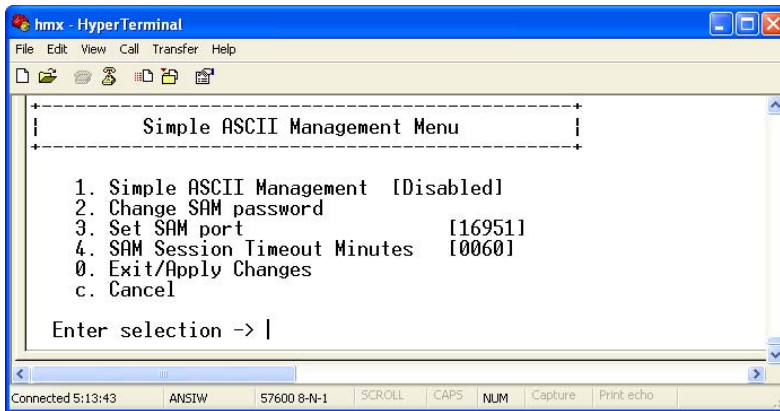 hmx - HyperTerminal
File Edit View Call Transfer Help
Simple ASCII Management Menu
1. Simple ASCII Management [Disabled]
2. Change SAM password
3. Set SAM port [16951]
4. SAM Session Timeout Minutes [0060]
0. Exit/Apply Changes
c. Cancel
Enter selection ->
Connected 5:13:43 ANSIW 57600 8-N-1 SCROLL CAPS NUM Capture Print echo